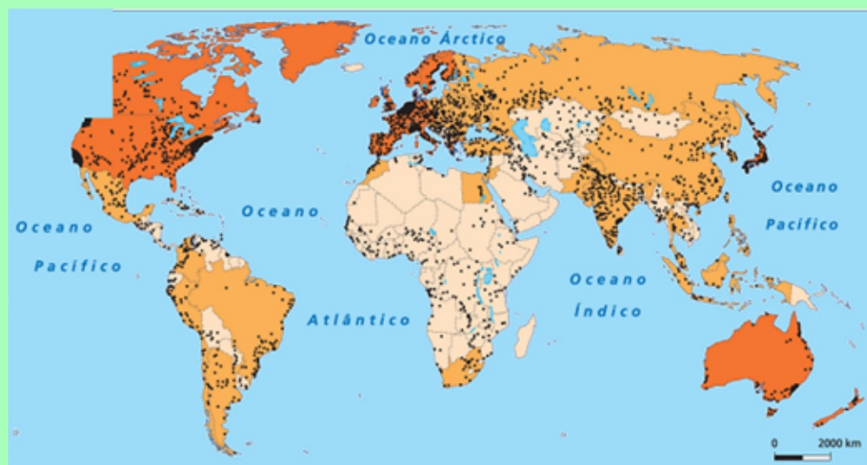 Oceano Árctico
Oceano
Pacífico
Oceano
Atlântico
Oceano
Índico
Oceano
Pacífico
0 2000 km